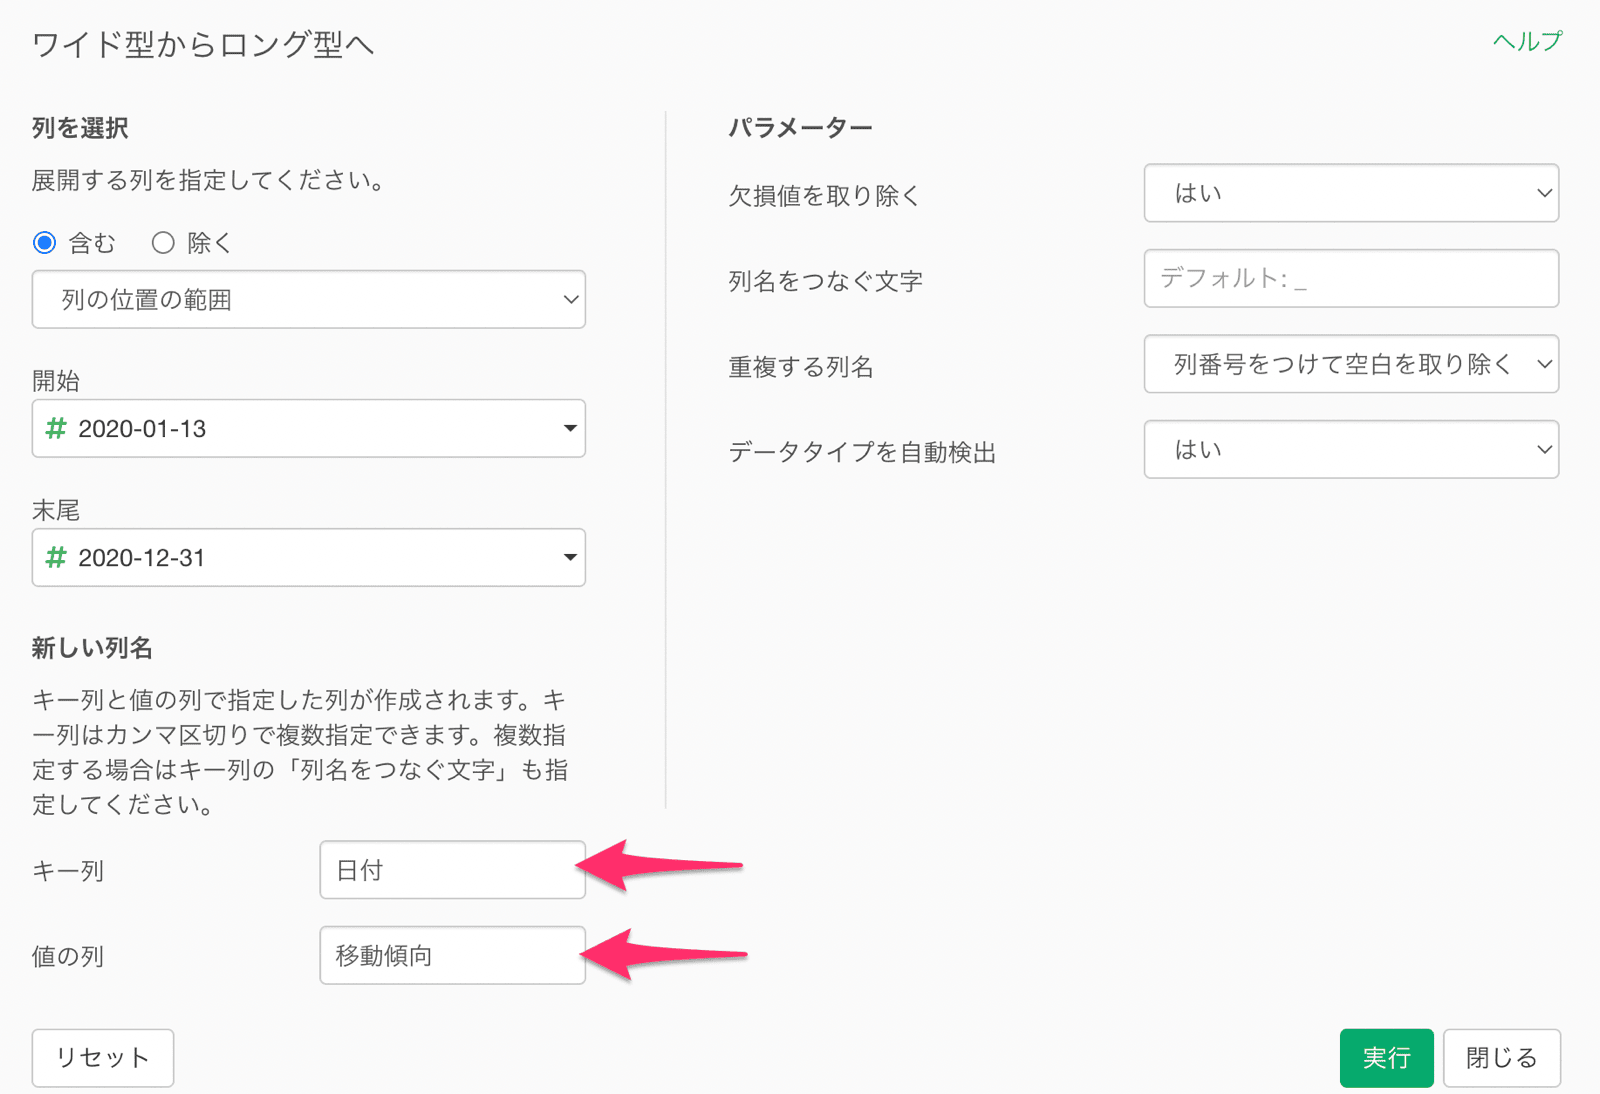 ワイド型からロング型へ
ヘルプ
列を選択
展開する列を指定してください。
含む
除く
列の位置の範囲
開始
# 2020-01-13
末尾
# 2020-12-31
新しい列名
キー列と値の列で指定した列が作成されます。キ
ー列はカンマ区切りで複数指定できます。複数指
定する場合はキー列の「列名をつなぐ文字」も指
定してください。
キー列
日付
値の列
移動傾向
パラメーター
欠損値を取り除く
はい
列名をつなぐ文字
デフォルト: _
重複する列名
列番号をつけて空白を取り除く
データタイプを自動検出
はい
リセット
実行
閉じる